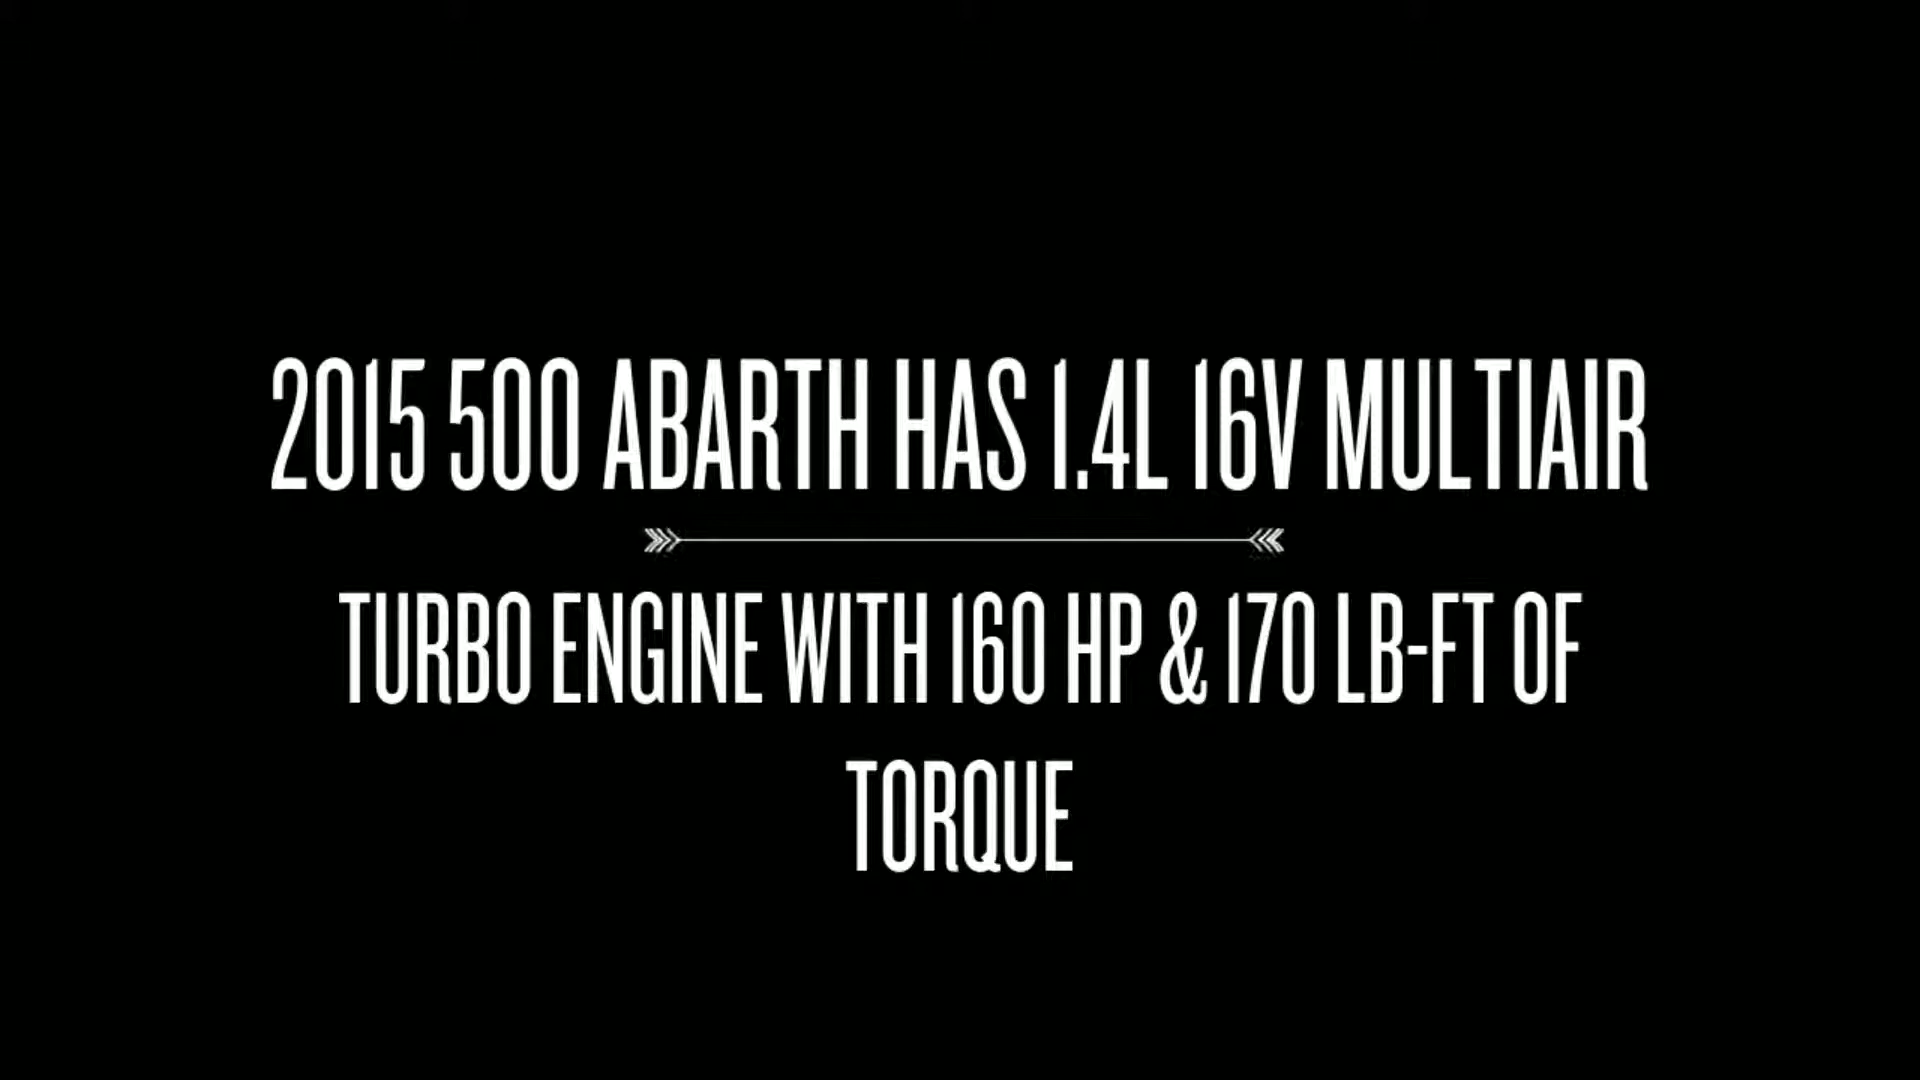 2015 500 ABARTH HAS 1.4L 16V MULTIAIR
TURBO ENGINE WITH 160 HP & 170 LB-FT OF
TORQUE